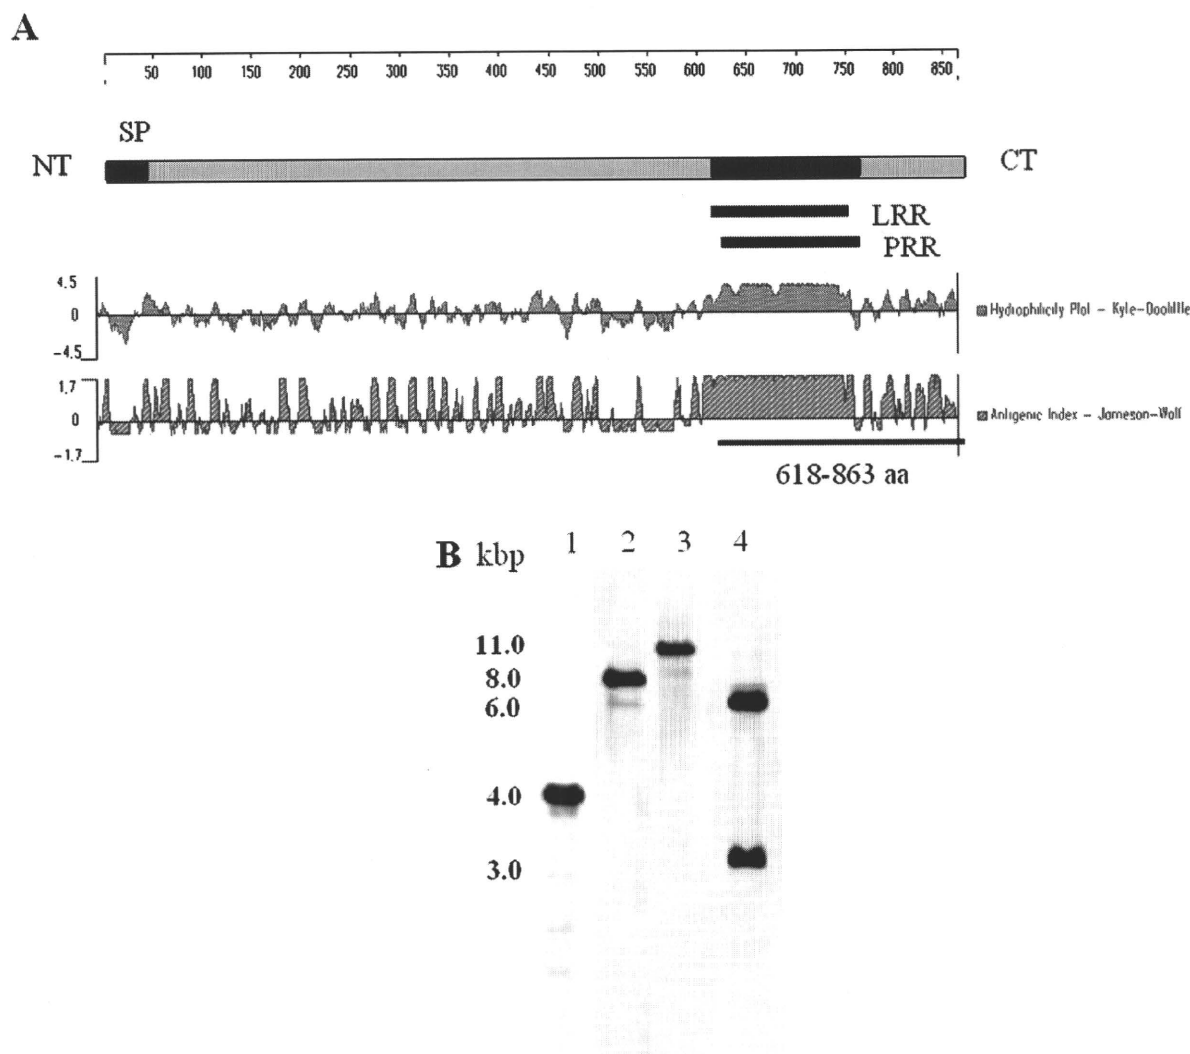 A
50 100 150 200 250 300 350 400 450 500 550 600 650 700 750 800 850
SP
NT CT
LRR
PRR
4.5
0
-4.5
Hydrophilicity Plot - Kyte-Doolittle
1.7
0
-1.7
Antigenic Index - Jameson-Wolf
618-863 aa
B kbp 1 2 3 4
11.0
8.0
6.0
4.0
3.0